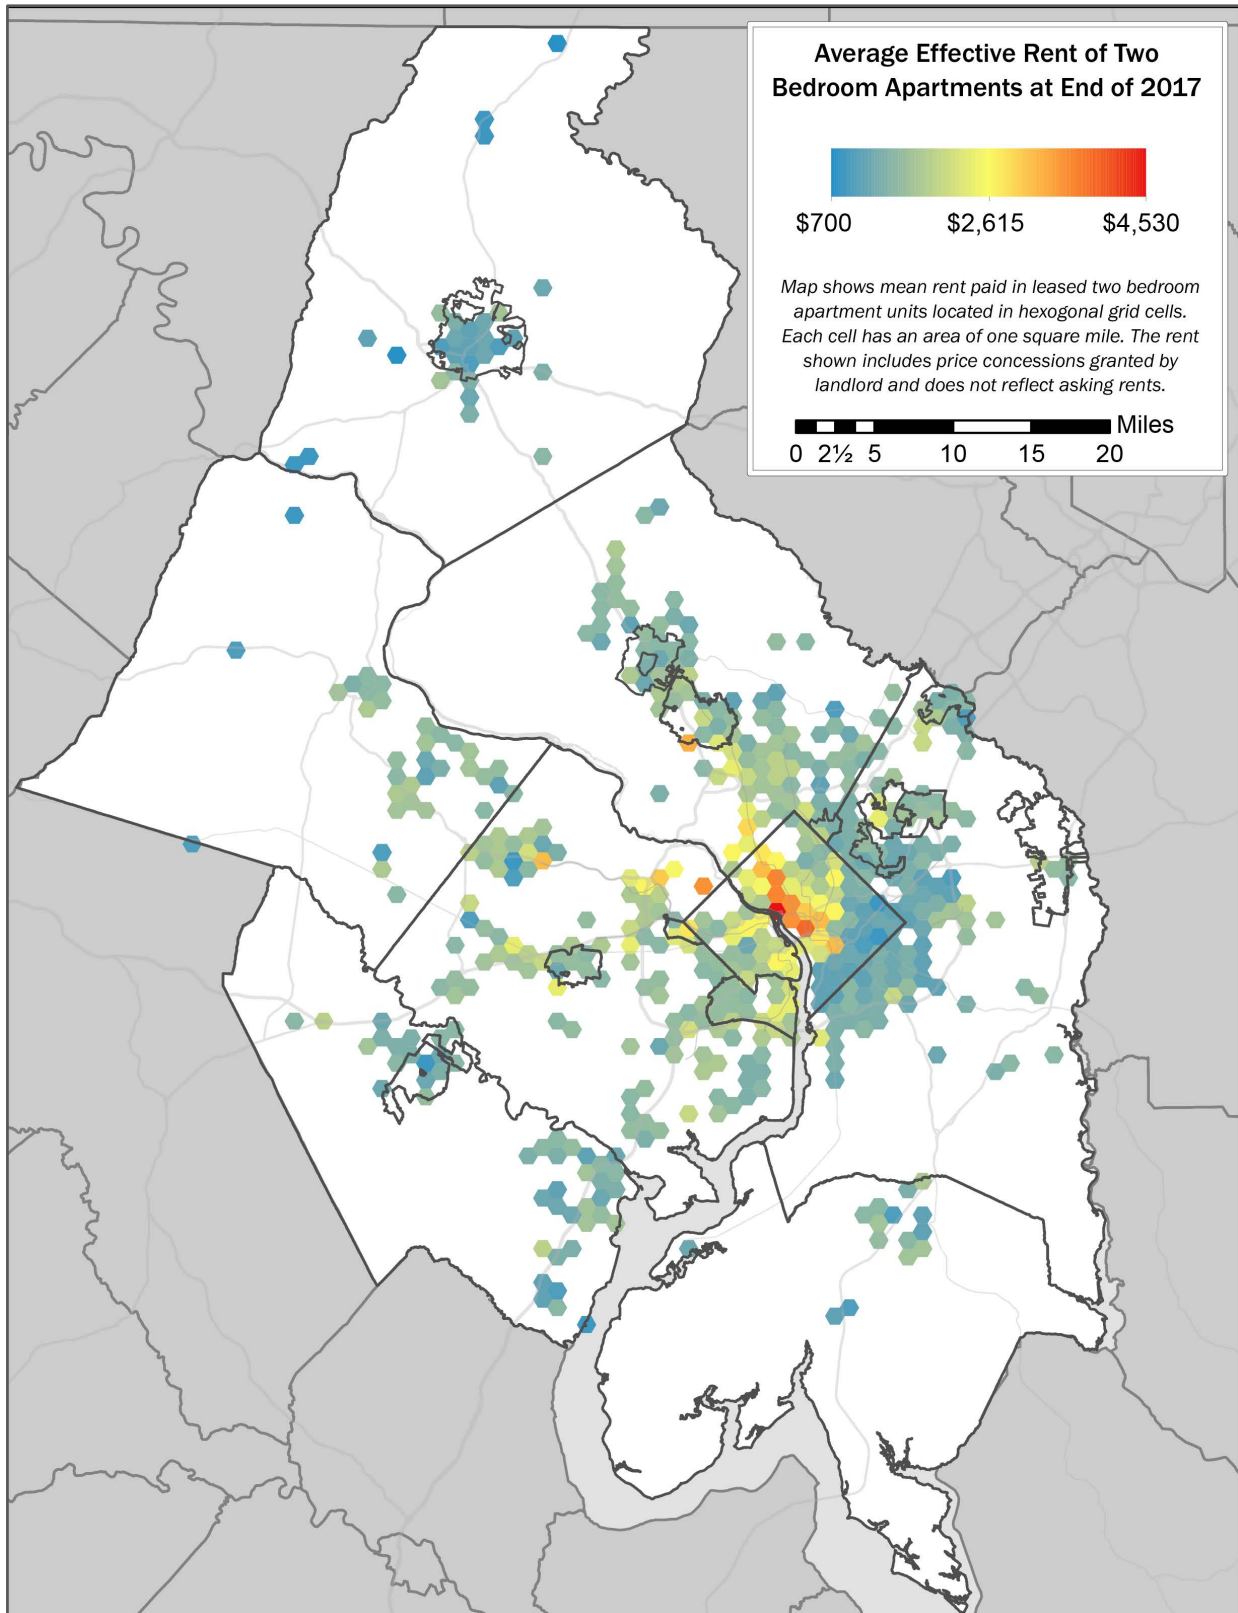 Average Effective Rent of Two
Bedroom Apartments at End of 2017
$700 $2,615 $4,530
Map shows mean rent paid in leased two bedroom
apartment units located in hexogonal grid cells.
Each cell has an area of one square mile. The rent
shown includes price concessions granted by
landlord and does not reflect asking rents.
Miles
0 2½ 5 10 15 20